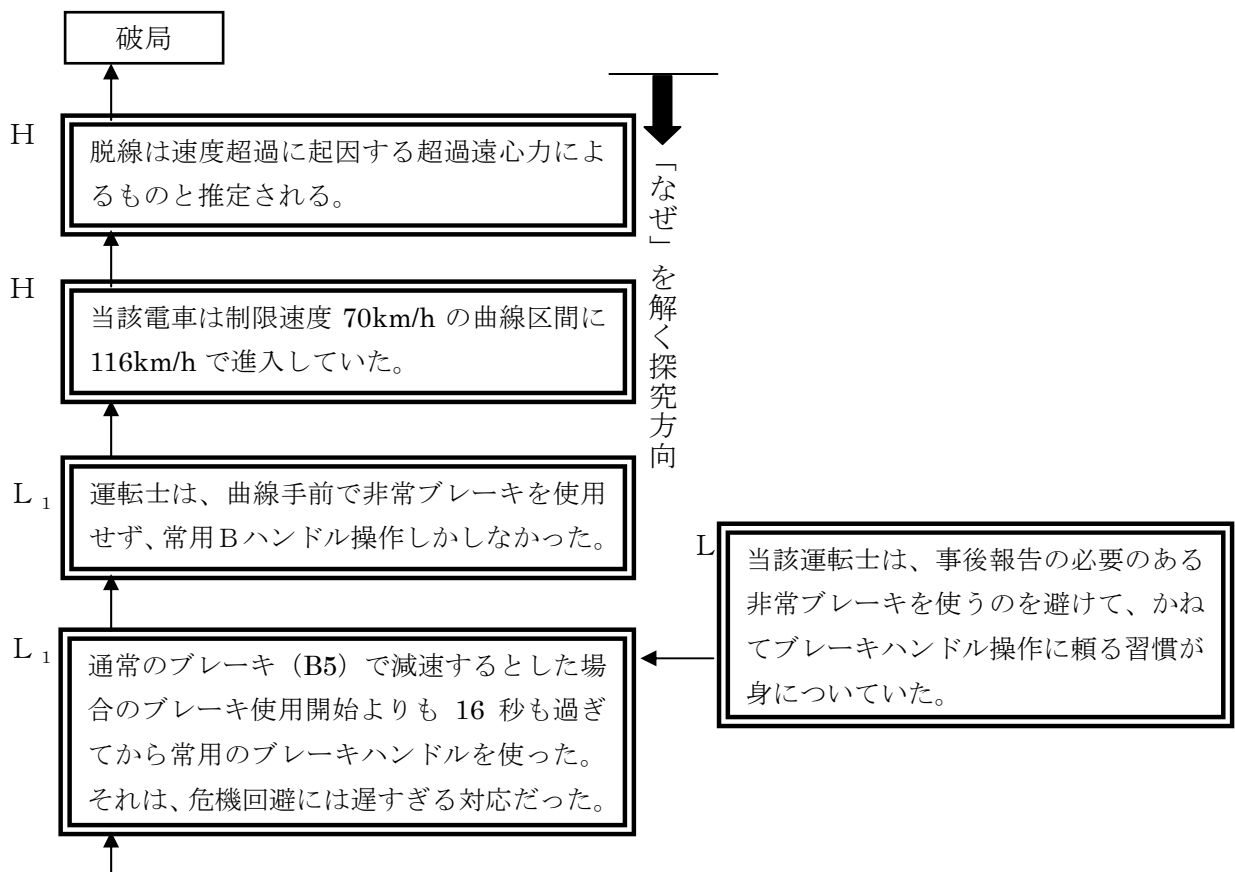 破局
H
脱線は速度超過に起因する超過遠心力によ
るものと推定される。
「なぜ」を解く探究方向
H
当該電車は制限速度 70km/h の曲線区間に
116km/h で進入していた。
L 1
運転士は、曲線手前で非常ブレーキを使用
せず、常用Bハンドル操作しかしなかった。
L 1
通常のブレーキ（B5）で減速するとした場
合のブレーキ使用開始よりも 16 秒も過ぎ
てから常用のブレーキハンドルを使った。
それは、危機回避には遅すぎる対応だった。
L
当該運転士は、事後報告の必要のある
非常ブレーキを使うのを避けて、かね
てブレーキハンドル操作に頼る習慣が
身についていた。